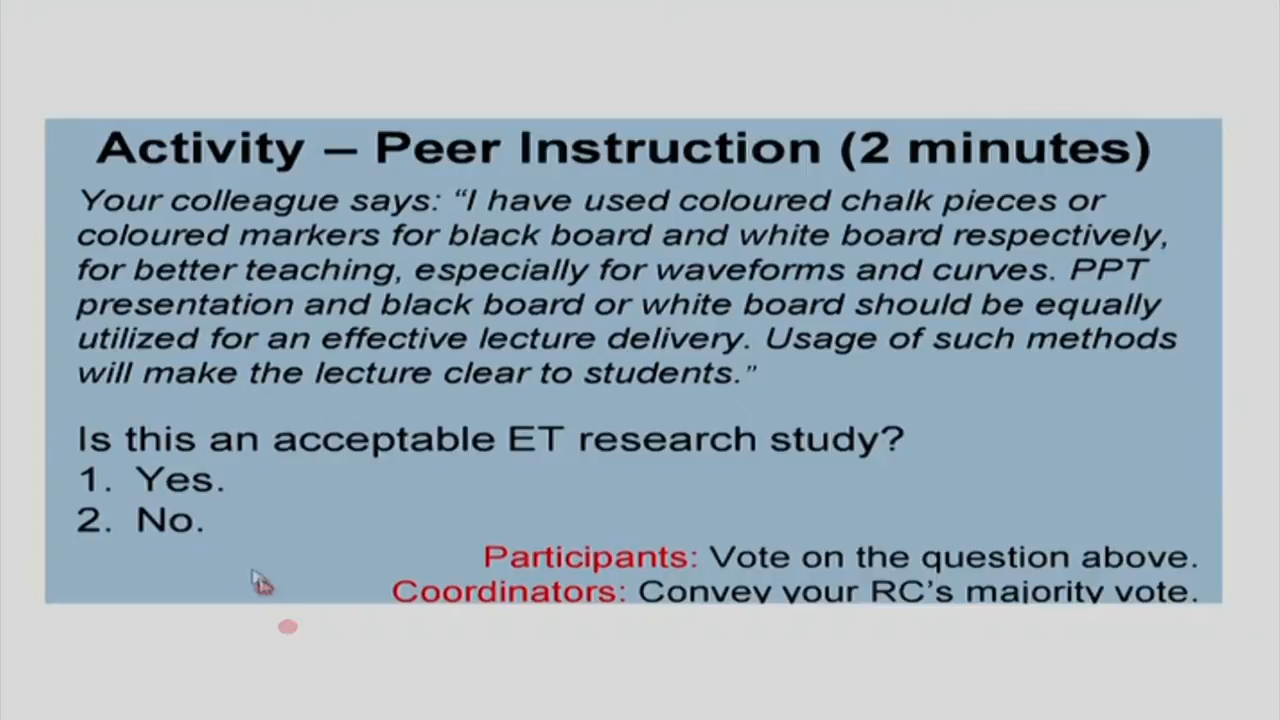 Activity – Peer Instruction (2 minutes)
Your colleague says: “I have used coloured chalk pieces or
coloured markers for black board and white board respectively,
for better teaching, especially for waveforms and curves. PPT
presentation and black board or white board should be equally
utilized for an effective lecture delivery. Usage of such methods
will make the lecture clear to students.”
Is this an acceptable ET research study?
1. Yes.
2. No.
Participants: Vote on the question above.
Coordinators: Convey your RC’s majority vote.